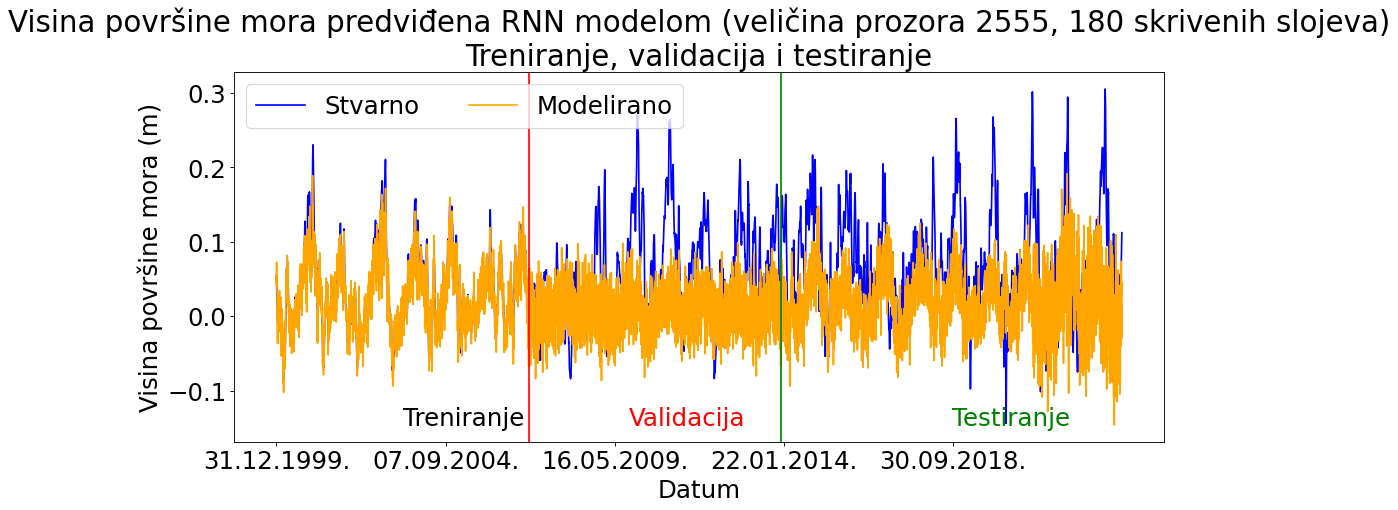 Visina površine mora predviđena RNN modelom (veličina prozora 2555, 180 skrivenih slojeva)
Treniranje, validacija i testiranje
Stvarno Modelirano
Visina površine mora (m)
0.3
0.2
0.1
0.0
−0.1
Treniranje Validacija Testiranje
31.12.1999. 07.09.2004. 16.05.2009. 22.01.2014. 30.09.2018.
Datum